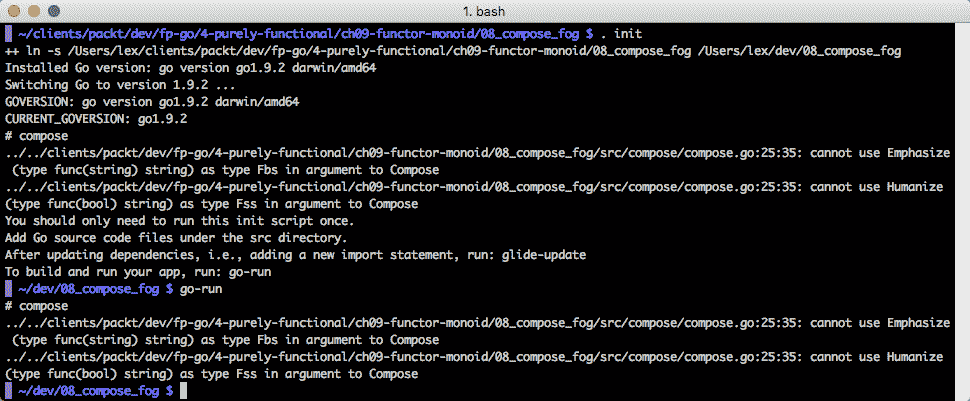 1. bash
~/clients/packt/dev/fp-go/4-purely-functional/ch09-functor-monoid/08_compose_fog $ . init
++ ln -s /Users/lex/clients/packt/dev/fp-go/4-purely-functional/ch09-functor-monoid/08_compose_fog /Users/lex/dev/08_compose_fog
Installed Go version: go version go1.9.2 darwin/amd64
Switching Go to version 1.9.2 ...
GOVERSION: go version go1.9.2 darwin/amd64
CURRENT_GOVERSION: go1.9.2
# compose
../../clients/packt/dev/fp-go/4-purely-functional/ch09-functor-monoid/08_compose_fog/src/compose/compose.go:25:35: cannot use Emphasize
(type func(string) string) as type Fbs in argument to Compose
../../clients/packt/dev/fp-go/4-purely-functional/ch09-functor-monoid/08_compose_fog/src/compose/compose.go:25:35: cannot use Humanize
(type func(bool) string) as type Fss in argument to Compose
You should only need to run this init script once.
Add Go source code files under the src directory.
After updating dependencies, i.e., adding a new import statement, run: glide-update
To build and run your app, run: go-run
~/dev/08_compose_fog $ go-run
# compose
../../clients/packt/dev/fp-go/4-purely-functional/ch09-functor-monoid/08_compose_fog/src/compose/compose.go:25:35: cannot use Emphasize
(type func(string) string) as type Fbs in argument to Compose
../../clients/packt/dev/fp-go/4-purely-functional/ch09-functor-monoid/08_compose_fog/src/compose/compose.go:25:35: cannot use Humanize
(type func(bool) string) as type Fss in argument to Compose
~/dev/08_compose_fog $